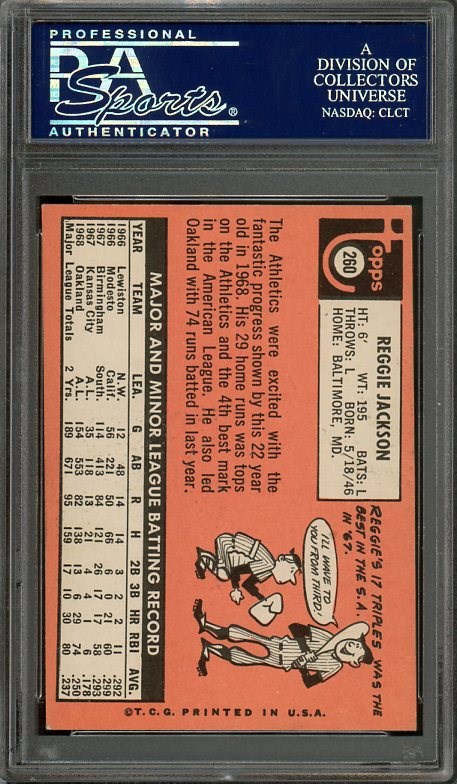 PROFESSIONAL
PSA
Sports®
AUTHENTICATOR
A
DIVISION OF
COLLECTORS
UNIVERSE
NASDAQ: CLCT
Topps
260
REGGIE JACKSON
HT: 6' WT: 195 BATS: L
THROWS: L BORN: 5/18/46
HOME: BALTIMORE, MD.
REGGIE'S 17 TRIPLES WAS THE
BEST IN THE S.A.
IN '67.
I'LL WAVE TO
YOU FROM THIRD.
The Athletics were excited with the
fantastic progress shown by this 22 year
old in 1968. His 29 home runs was tops
on the Athletics and the 4th best mark
in the American League. He also led
Oakland with 74 runs batted in last year.
MAJOR AND MINOR LEAGUE BATTING RECORD
YEAR TEAM LEA. G AB R H 2B 3B HR RBI AVG.
1966 Lewiston N.W. 12 48 14 14 3 2 2 11 .292
1966 Modesto Calif. 56 221 50 66 6 0 21 60 .299
1967 Birmingham South. 114 413 84 121 26 17 17 58 .293
1967 Kansas City A.L. 35 118 13 21 4 4 1 6 .178
1968 Oakland A.L. 154 553 82 138 13 6 29 74 .250
Major League Totals 2 Yrs. 189 671 95 159 17 10 30 80 .237
©T.C.G. PRINTED IN U.S.A.